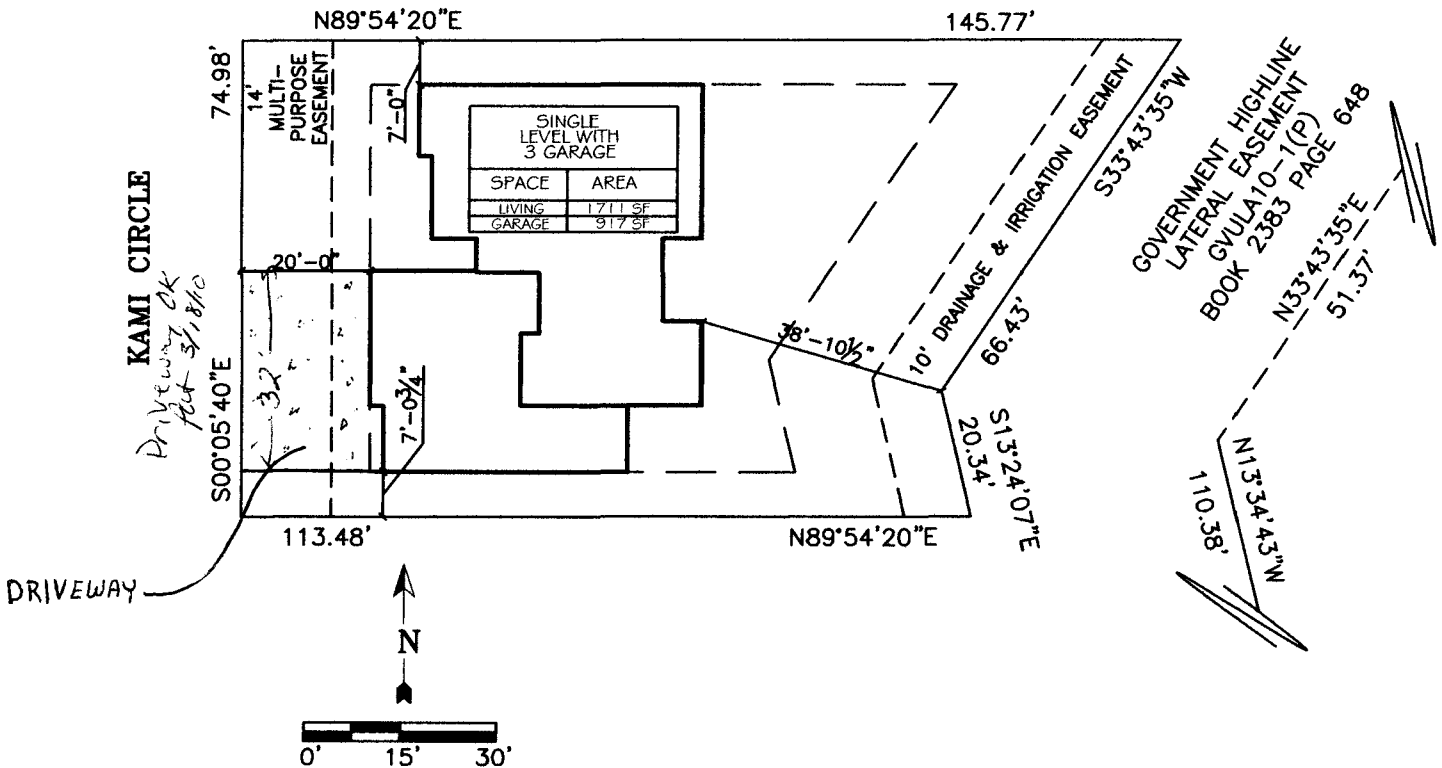 N89°54'20"E
145.77'
74.98'
14'
MULTI-
PURPOSE
EASEMENT
7'-0"
SINGLE
LEVEL WITH
3 GARAGE
SPACE AREA
LIVING 1711 SF
GARAGE 917 SF
10' DRAINAGE & IRRIGATION EASEMENT
S33°43'35"W
66.43'
GOVERNMENT HIGHLINE
LATERAL EASEMENT
GVULA10-1(P)
BOOK 2383 PAGE 648
N33°43'35"E
51.37'
KAMI CIRCLE
Driveway OK
20'-0"
32'
S00°05'40"E
7'-0¾"
38'-10½"
S13°24'07"E
20.34'
N13°34'43"W
110.38'
113.48'
N89°54'20"E
DRIVEWAY
N
0' 15' 30'